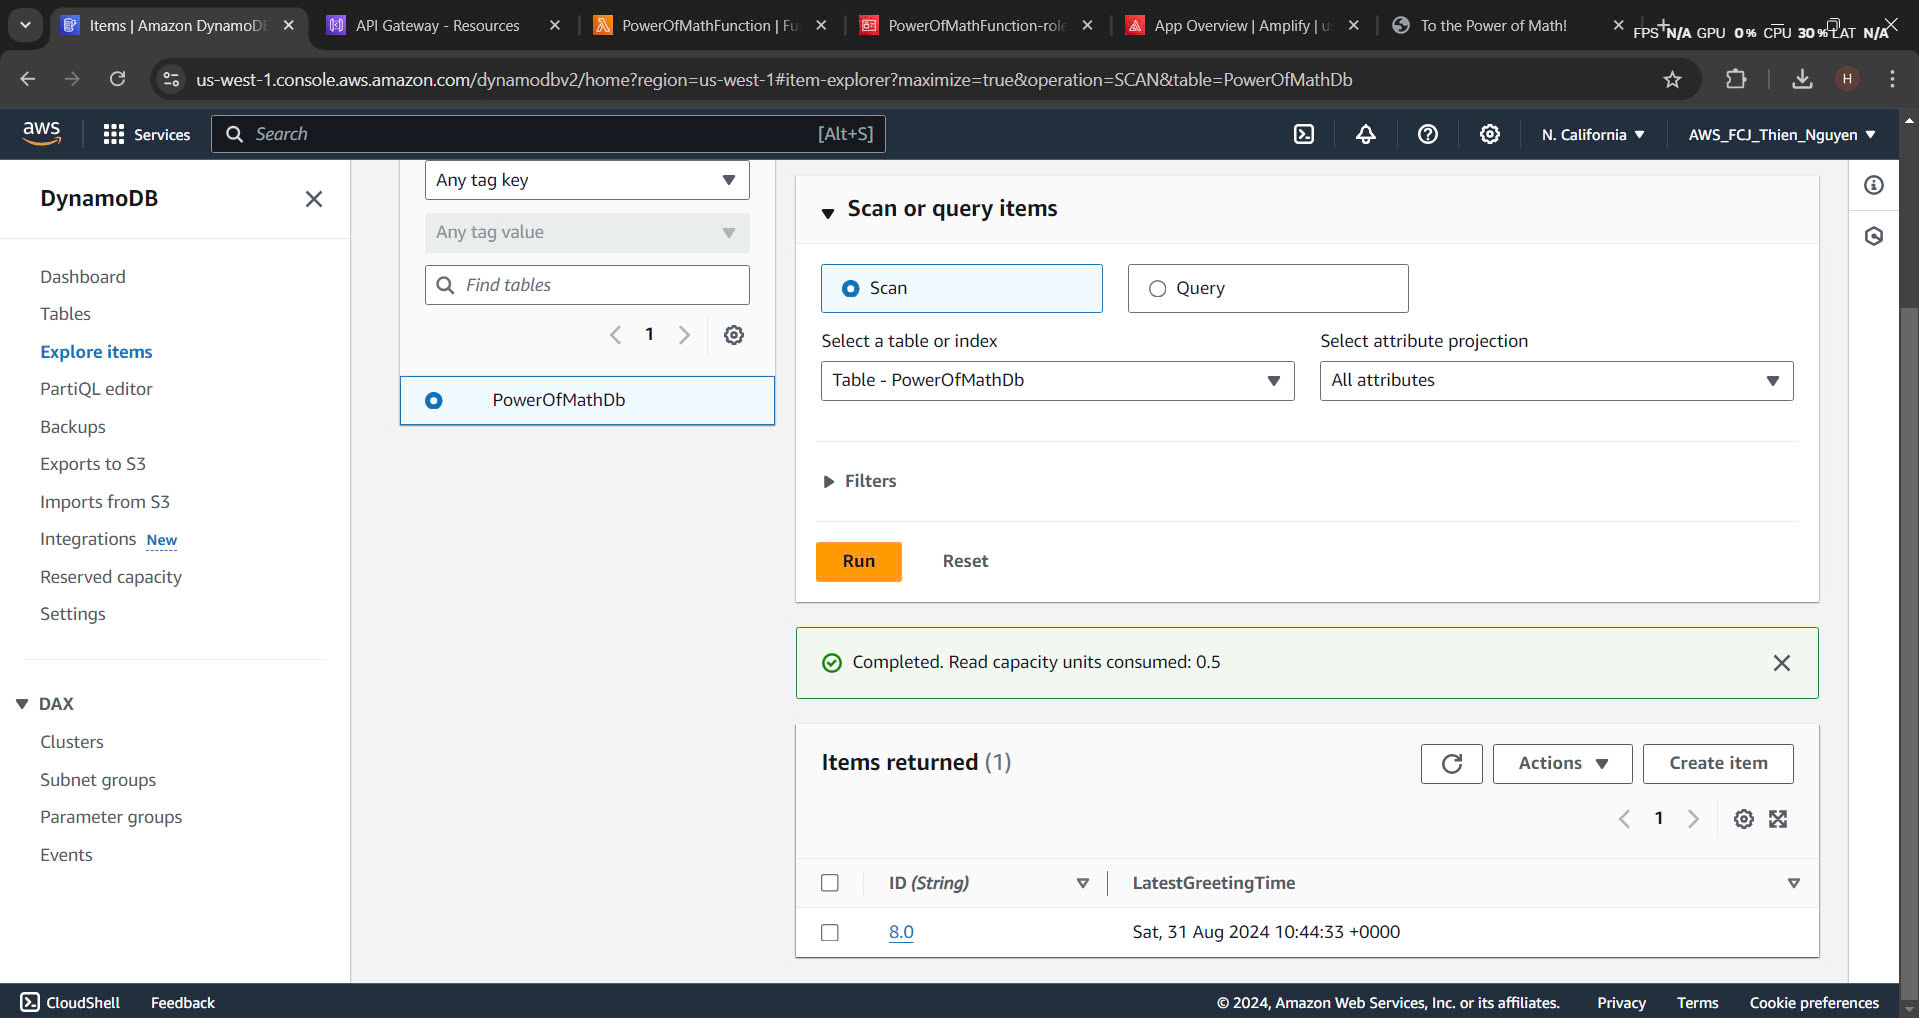 Items | Amazon DynamoDB
API Gateway - Resources
PowerOfMathFunction | Fu
PowerOfMathFunction-role
App Overview | Amplify | u
To the Power of Math!
FPS N/A GPU 0% CPU 30% LAT N/A
us-west-1.console.aws.amazon.com/dynamodbv2/home?region=us-west-1#item-explorer?maximize=true&operation=SCAN&table=PowerOfMathDb
H
aws
Services
Search
[Alt+S]
N. California
AWS_FCJ_Thien_Nguyen
DynamoDB
Dashboard
Tables
Explore items
PartiQL editor
Backups
Exports to S3
Imports from S3
Integrations New
Reserved capacity
Settings
DAX
Clusters
Subnet groups
Parameter groups
Events
Any tag key
Any tag value
Find tables
1
PowerOfMathDb
Scan or query items
Scan
Query
Select a table or index
Select attribute projection
Table - PowerOfMathDb
All attributes
Filters
Run
Reset
Completed. Read capacity units consumed: 0.5
Items returned (1)
Actions
Create item
1
ID (String)
LatestGreetingTime
8.0
Sat, 31 Aug 2024 10:44:33 +0000
CloudShell
Feedback
© 2024, Amazon Web Services, Inc. or its affiliates.
Privacy
Terms
Cookie preferences